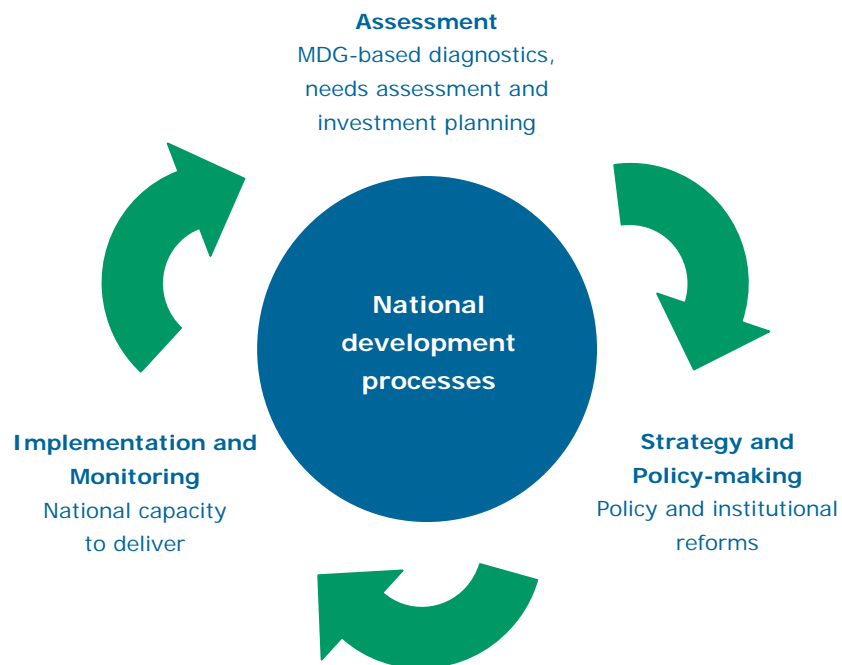 Assessment
MDG-based diagnostics,
needs assessment and
investment planning
National
development
processes
Implementation and
Monitoring
National capacity
to deliver
Strategy and
Policy-making
Policy and institutional
reforms